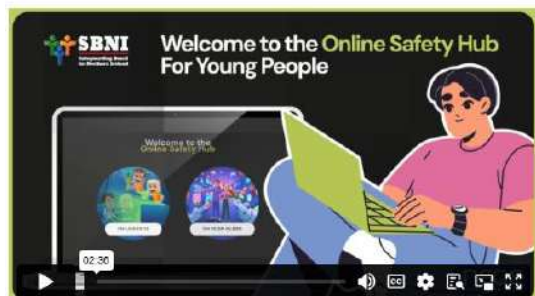 SBNI
Safeguarding Board
for Northern Ireland
Welcome to the Online Safety Hub
For Young People
Welcome to the
Online Safety Hub
02:30
CC